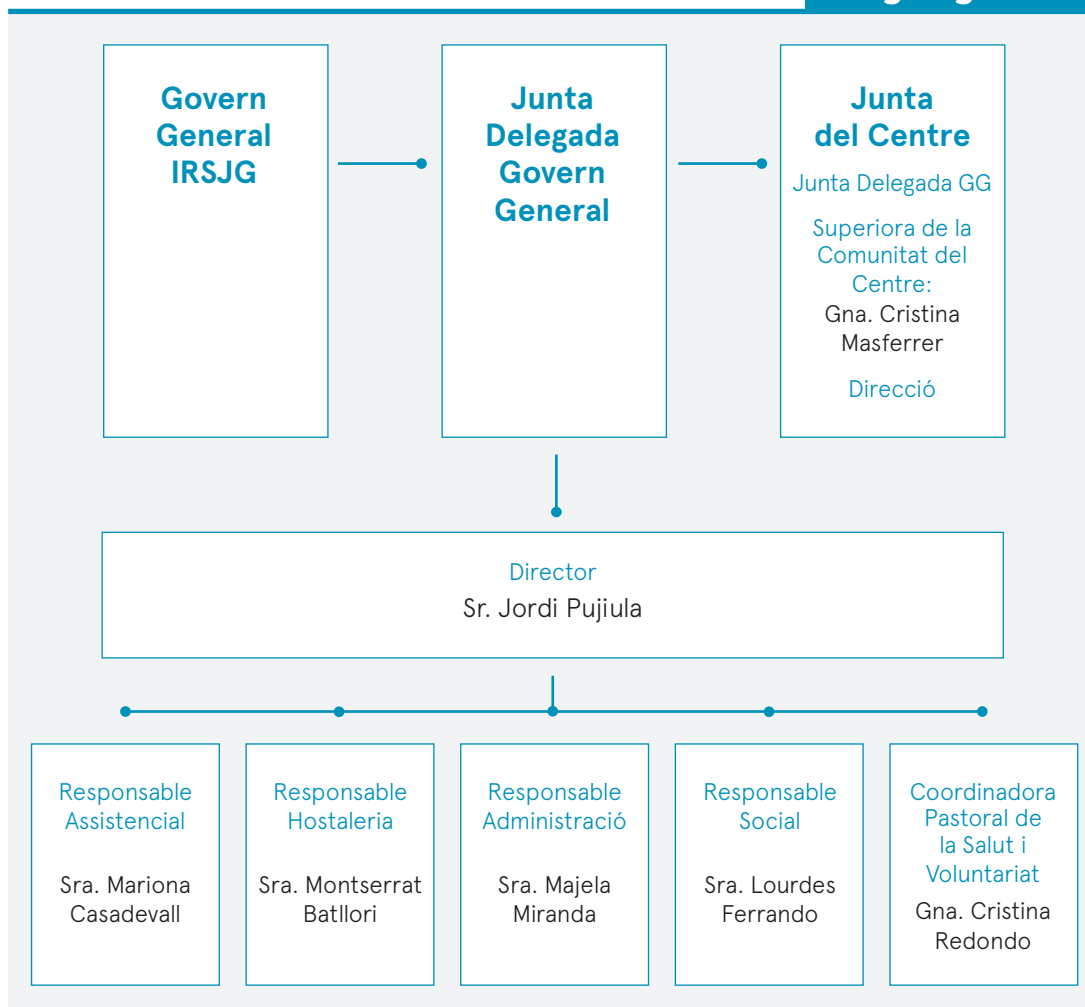 Govern
General
IRSJG
Junta
Delegada
Govern
General
Junta
del Centre
Junta Delegada GG
Superiora de la
Comunitat del
Centre:
Gna. Cristina
Masferrer
Direcció
Director
Sr. Jordi Pujiula
Responsable
Assistencial
Sra. Mariona
Casadevall
Responsable
Hostaleria
Sra. Montserrat
Batllori
Responsable
Administració
Sra. Majela
Miranda
Responsable
Social
Sra. Lourdes
Ferrando
Coordinadora
Pastoral de
la Salut i
Voluntariat
Gna. Cristina
Redondo